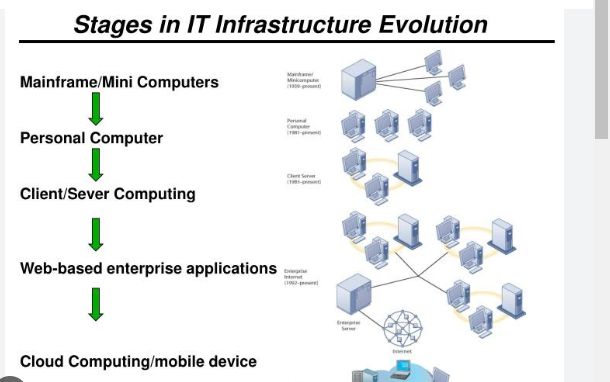 Stages in IT Infrastructure Evolution
Mainframe/Mini Computers
Mainframe/
Minicomputer
(1959–present)
Personal Computer
Personal
Computer
(1981–present)
Client/Sever Computing
Client Server
(1983–present)
Web-based enterprise applications
Enterprise
Internet
(1992–present)
Enterprise
Server
Internet
Cloud Computing/mobile device